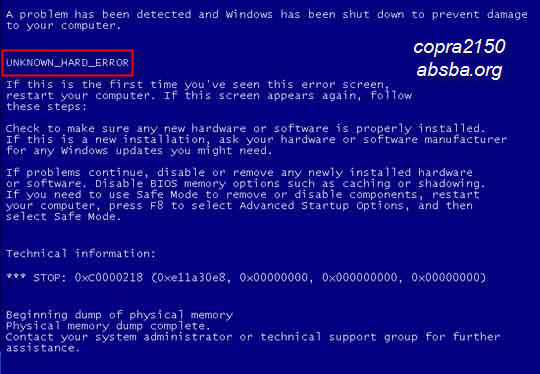 A problem has been detected and Windows has been shut down to prevent damage
to your computer.
copra2150
absba.org
UNKNOWN_HARD_ERROR
If this is the first time you've seen this error screen,
restart your computer. If this screen appears again, follow
these steps:
Check to make sure any new hardware or software is properly installed.
If this is a new installation, ask your hardware or software manufacturer
for any Windows updates you might need.
If problems continue, disable or remove any newly installed hardware
or software. Disable BIOS memory options such as caching or shadowing.
If you need to use Safe Mode to remove or disable components, restart
your computer, press F8 to select Advanced Startup Options, and then
select Safe Mode.
Technical information:
*** STOP: 0xC0000218 (0xe11a30e8, 0x00000000, 0x000000000, 0x00000000)
Beginning dump of physical memory
Physical memory dump complete.
Contact your system administrator or technical support group for further
assistance.